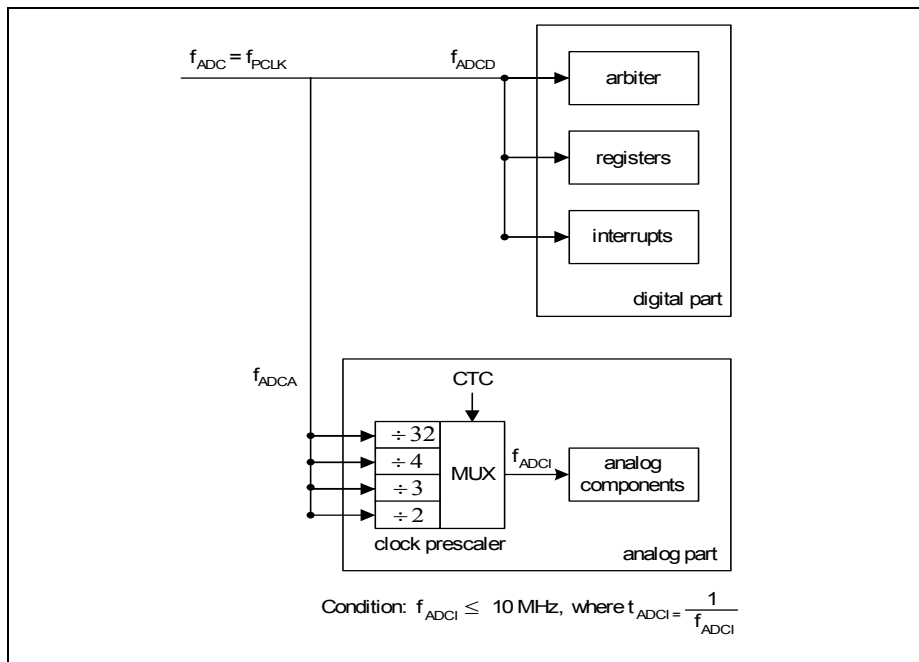 fADC = fPCLK
fADCD
arbiter
registers
interrupts
digital part
fADCA
CTC
÷ 32
÷ 4
÷ 3
÷ 2
MUX
fADCI
analog
components
clock prescaler
analog part
Condition: fADCI ≤ 10 MHz, where tADCI = 1 / fADCI